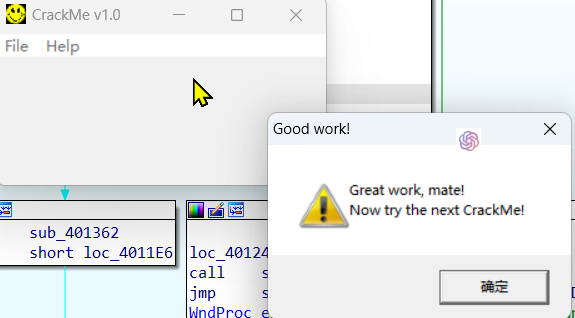 CrackMe v1.0
File Help
Good work!
Great work, mate!
Now try the next CrackMe!
确定
sub_401362
short loc_4011E6
loc_40124
call s
jmp s
WndProc e